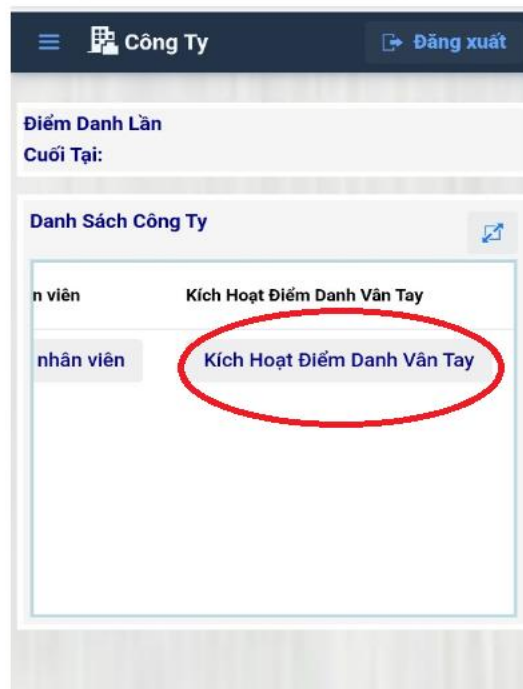 Công Ty
Đăng xuất
Điểm Danh Lần
Cuối Tại:
Danh Sách Công Ty
n viên
Kích Hoạt Điểm Danh Vân Tay
nhân viên
Kích Hoạt Điểm Danh Vân Tay